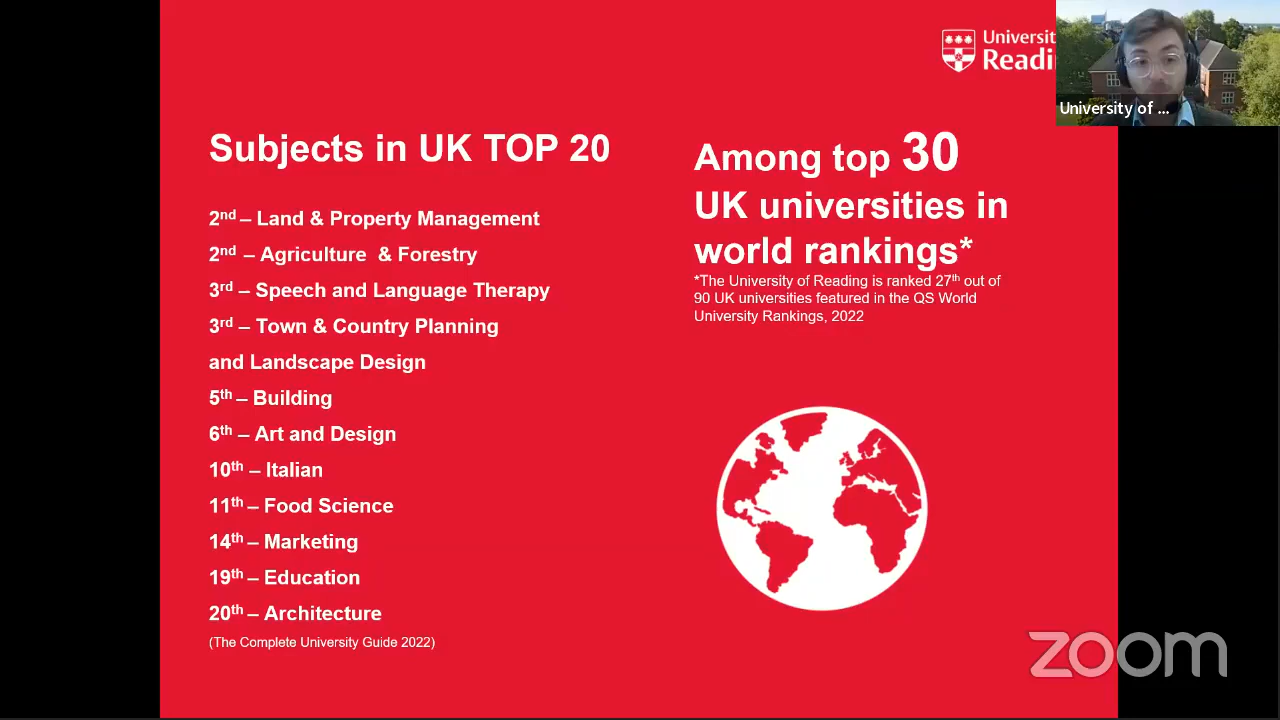 Universit
Readi
University of ...
Subjects in UK TOP 20
2nd – Land & Property Management
2nd – Agriculture & Forestry
3rd – Speech and Language Therapy
3rd – Town & Country Planning
and Landscape Design
5th – Building
6th – Art and Design
10th – Italian
11th – Food Science
14th – Marketing
19th – Education
20th – Architecture
(The Complete University Guide 2022)
Among top 30
UK universities in
world rankings*
*The University of Reading is ranked 27th out of
90 UK universities featured in the QS World
University Rankings, 2022
zoom